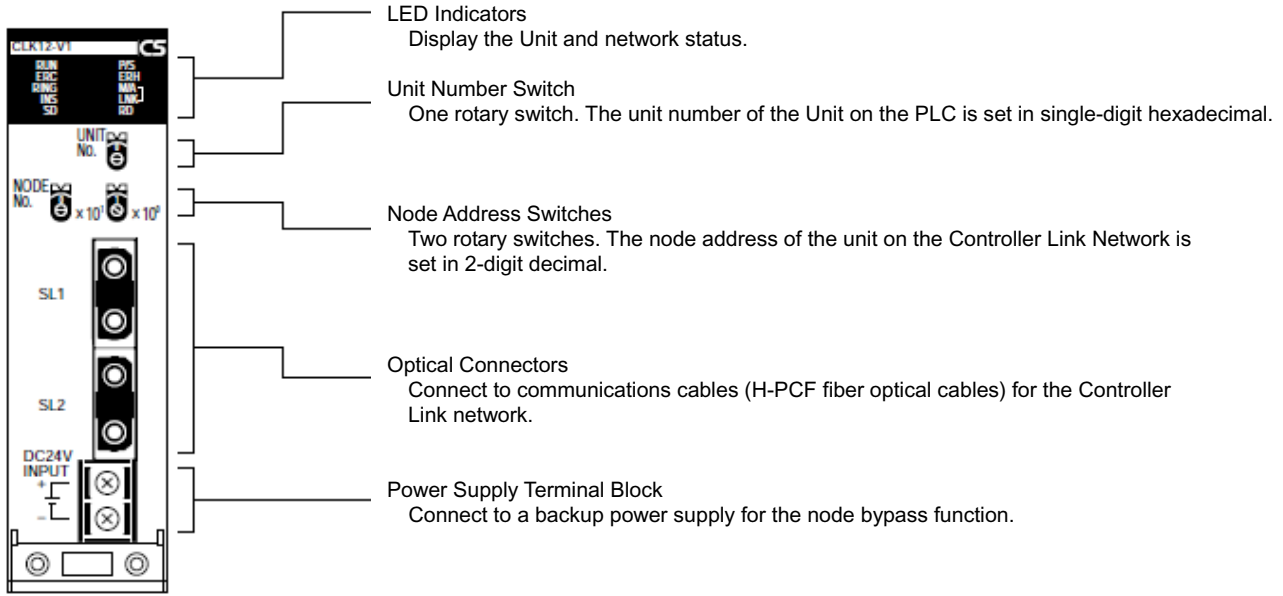 LED Indicators
Display the Unit and network status.
CLK12-V1 CS
RUN P/S
ERC ERH
RING M/A
INS LNK
SD RD
Unit Number Switch
One rotary switch. The unit number of the Unit on the PLC is set in single-digit hexadecimal.
UNIT
No.
NODE
No.
× 10¹ × 10⁰
Node Address Switches
Two rotary switches. The node address of the unit on the Controller Link Network is
set in 2-digit decimal.
SL1
Optical Connectors
Connect to communications cables (H-PCF fiber optical cables) for the Controller
Link network.
SL2
DC24V
INPUT
+
–
Power Supply Terminal Block
Connect to a backup power supply for the node bypass function.